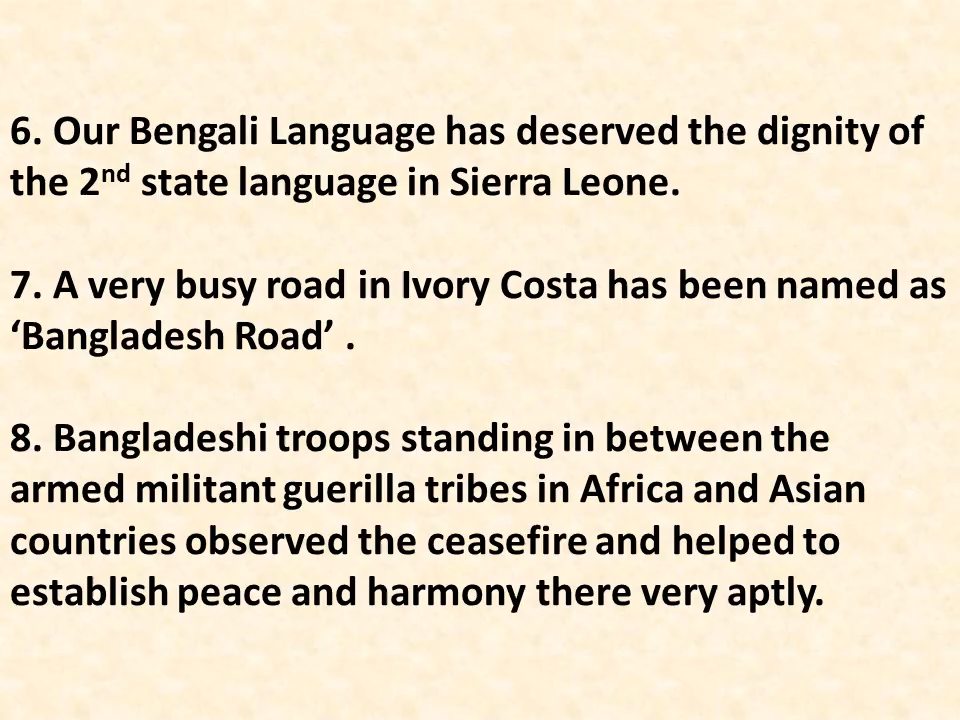 6. Our Bengali Language has deserved the dignity of
the 2nd state language in Sierra Leone.
7. A very busy road in Ivory Costa has been named as
‘Bangladesh Road’ .
8. Bangladeshi troops standing in between the
armed militant guerilla tribes in Africa and Asian
countries observed the ceasefire and helped to
establish peace and harmony there very aptly.